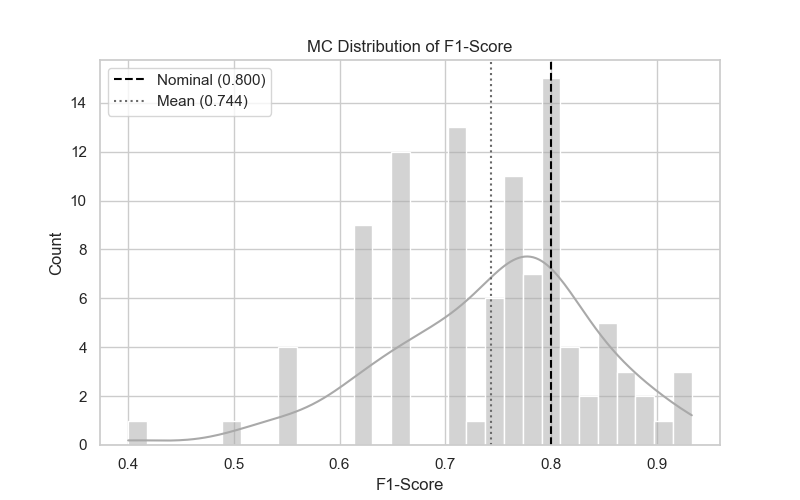 MC Distribution of F1-Score
Nominal (0.800)
Mean (0.744)
14
12
10
8
6
4
2
0
Count
0.4 0.5 0.6 0.7 0.8 0.9
F1-Score